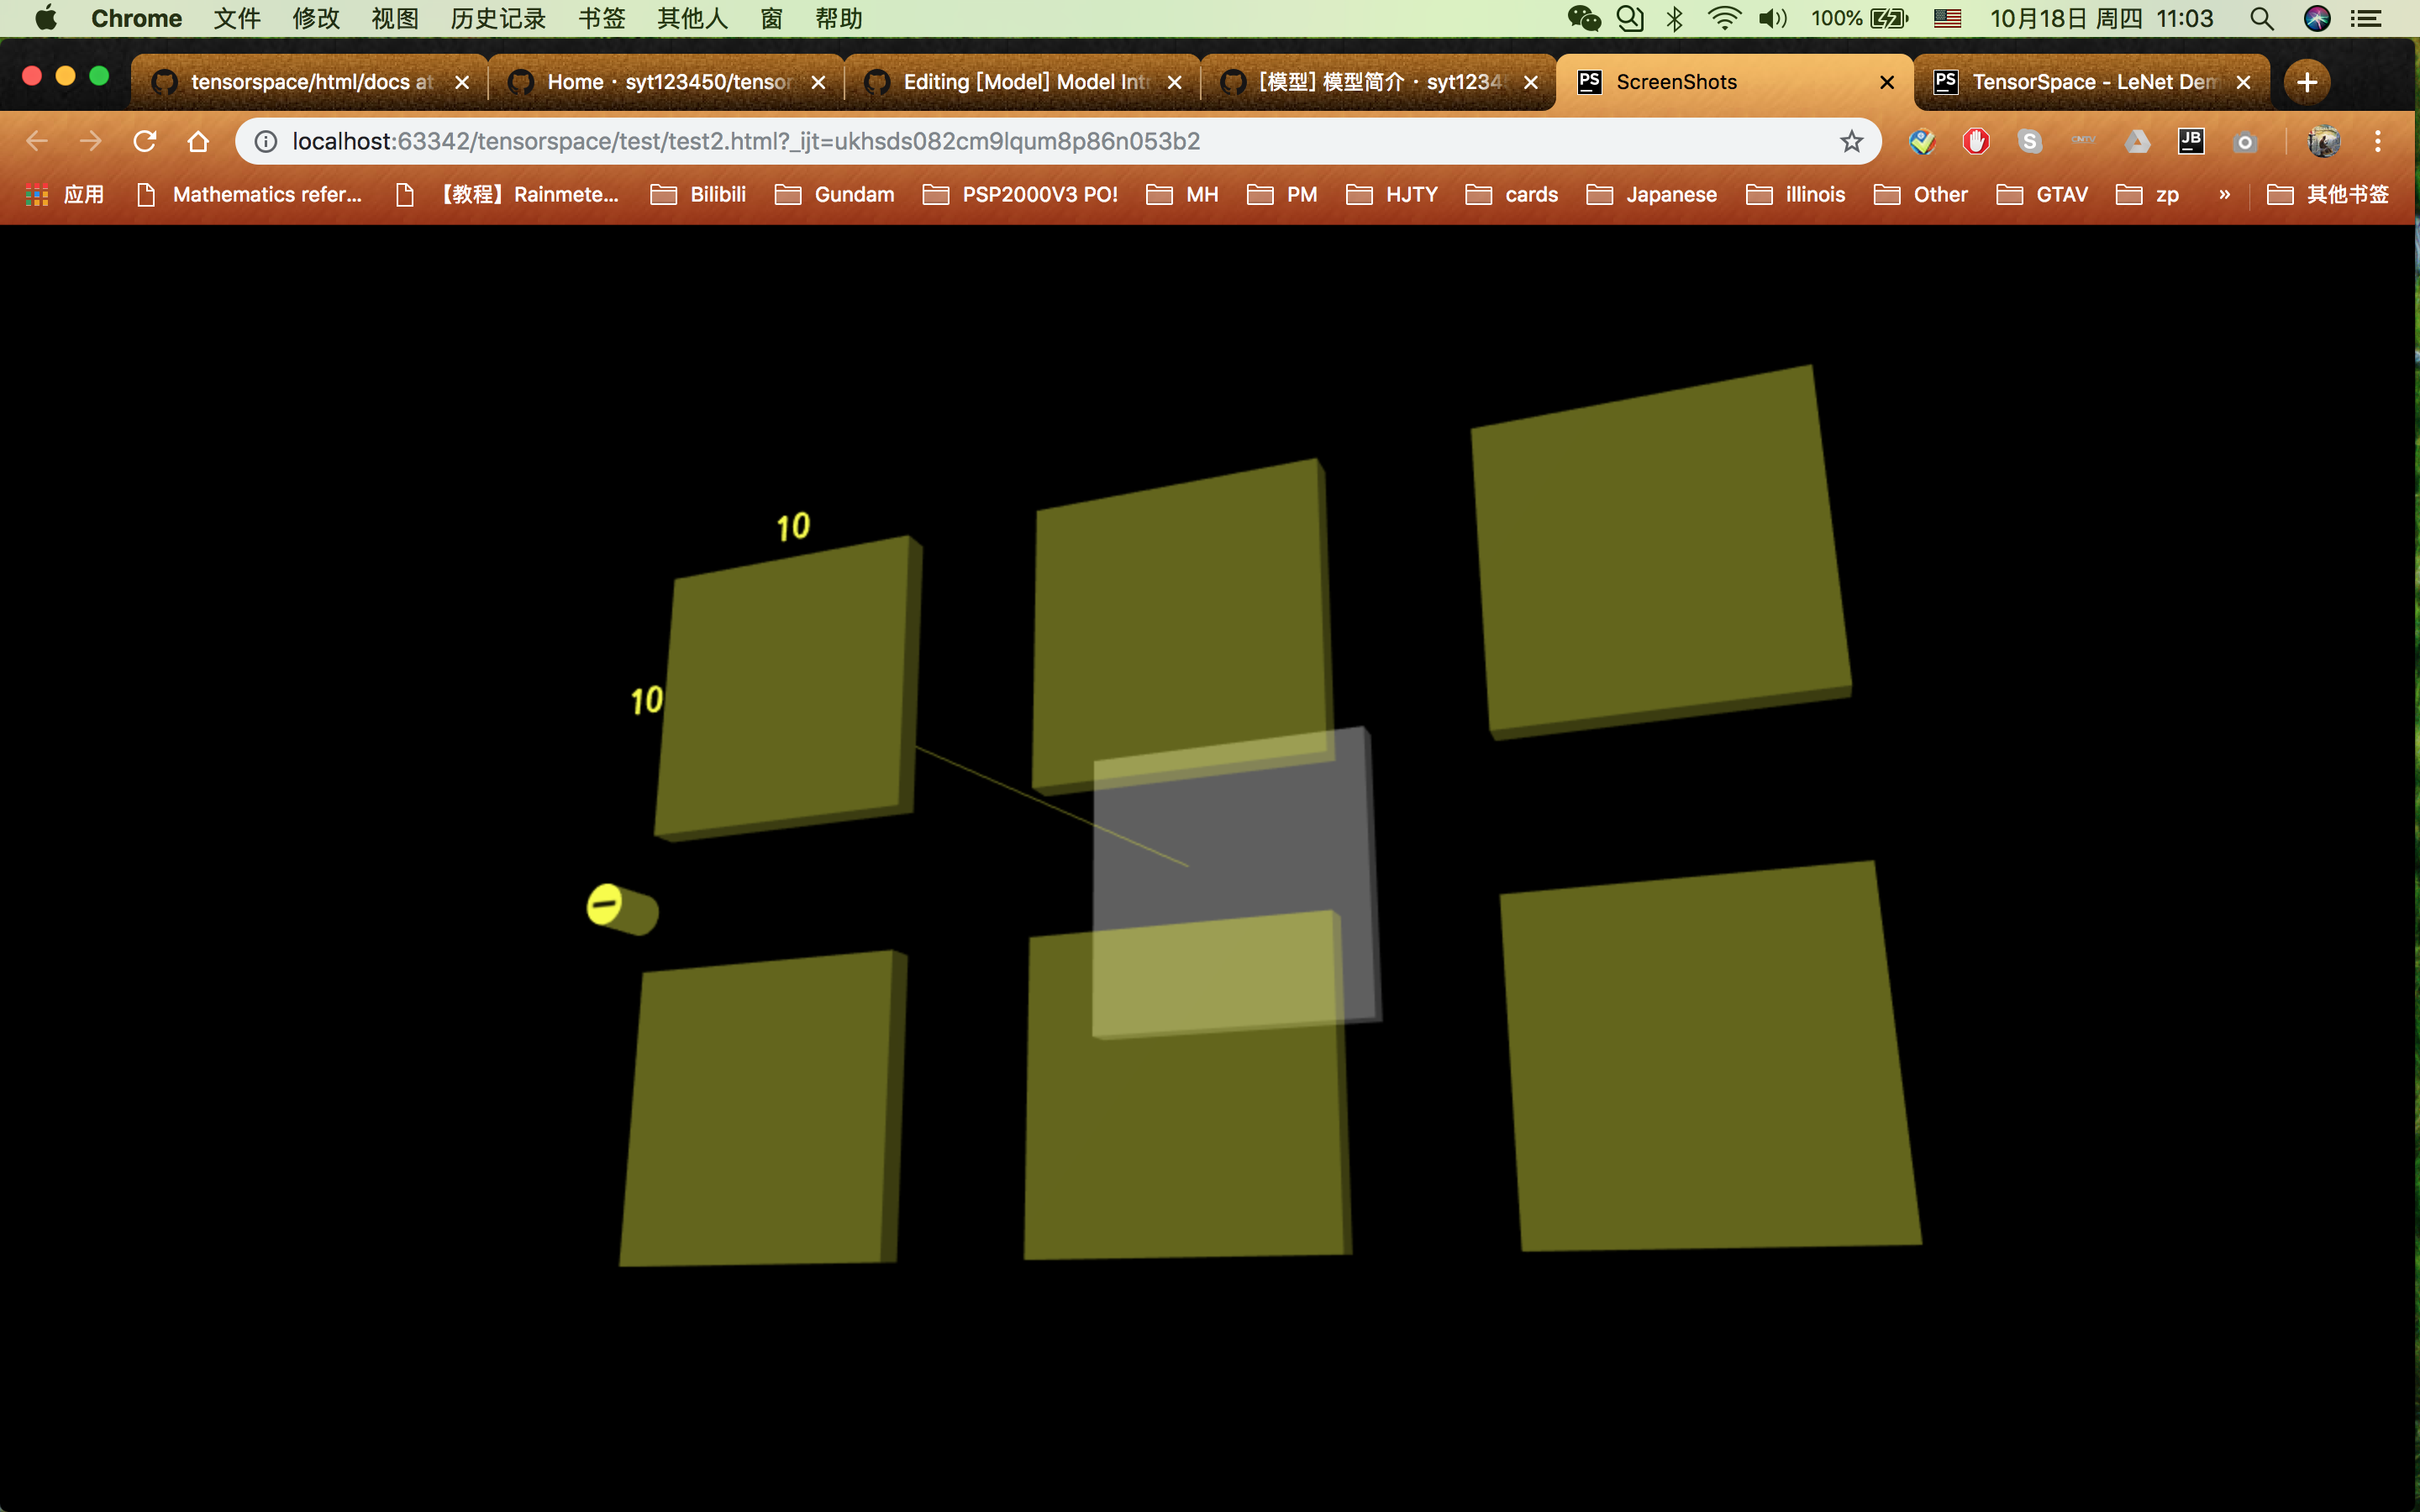 Chrome 文件 修改 视图 历史记录 书签 其他人 窗 帮助 100% 10月18日 周四 11:03
tensorspace/html/docs at Home · syt123450/tensor Editing [Model] Model Int [模型] 模型简介 · syt1234 PS ScreenShots PS TensorSpace - LeNet Dem
localhost:63342/tensorspace/test/test2.html?_ijt=ukhsds082cm9lqum8p86n053b2 S CNTV JB
应用 Mathematics refer... 【教程】Rainmete... Bilibili Gundam PSP2000V3 PO! MH PM HJTY cards Japanese illinois Other GTAV zp » 其他书签
10
10